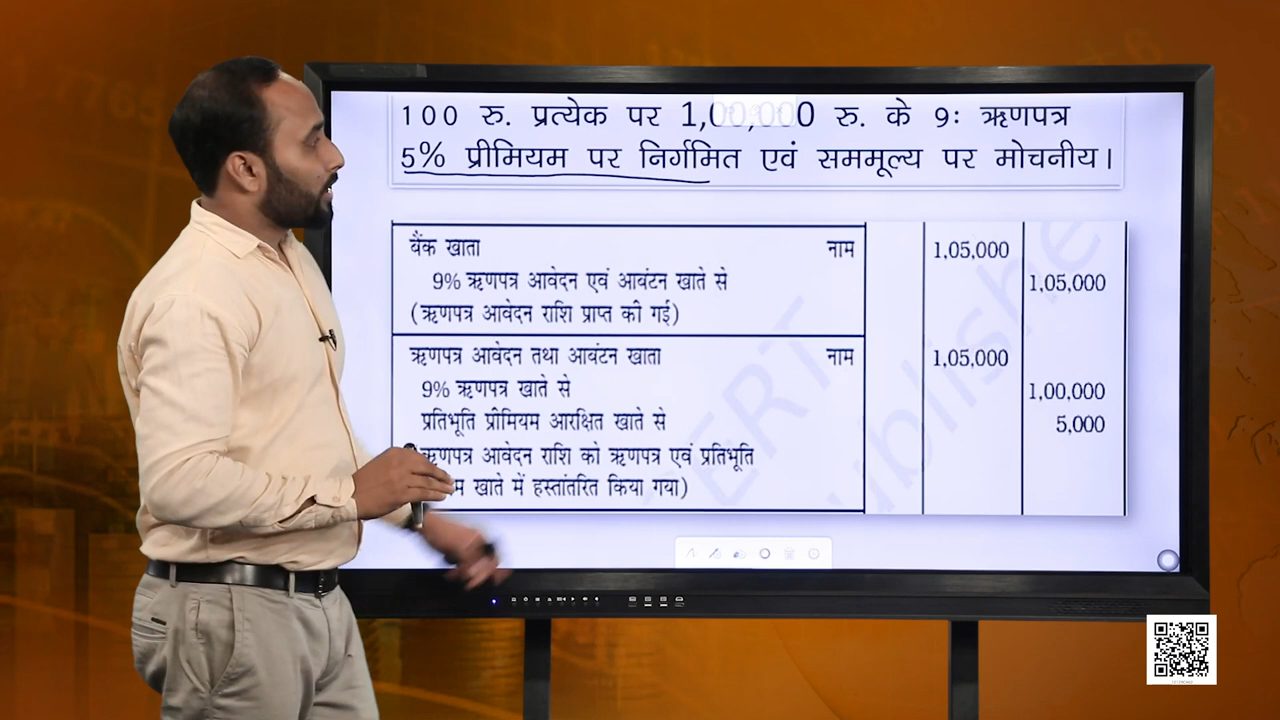 100 रु. प्रत्येक पर 1,00,000 रु. के 9ः ऋणपत्र
5% प्रीमियम पर निर्गमित एवं सममूल्य पर मोचनीय।
बैंक खाता नाम 1,05,000
9% ऋणपत्र आवेदन एवं आबंटन खाते से 1,05,000
(ऋणपत्र आवेदन राशि प्राप्त की गई)
ऋणपत्र आवेदन तथा आबंटन खाता नाम 1,05,000
9% ऋणपत्र खाते से 1,00,000
प्रतिभूति प्रीमियम आरक्षित खाते से 5,000
ऋणपत्र आवेदन राशि को ऋणपत्र एवं प्रतिभूति
खाते में हस्तांतरित किया गया)